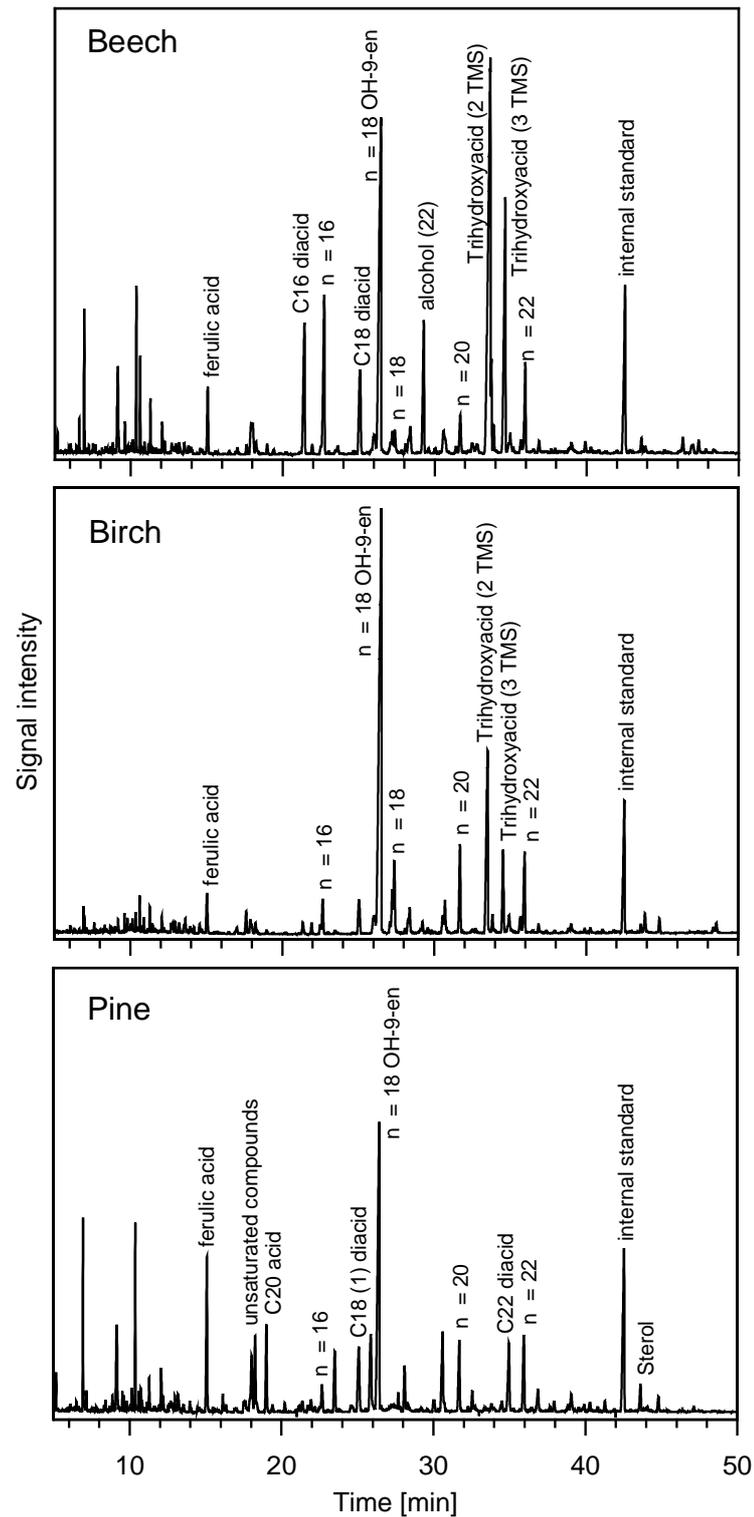 Beech
ferulic acid
C16 diacid
n = 16
C18 diacid
n = 18 OH-9-en
n = 18
alcohol (22)
n = 20
Trihydroxyacid (2 TMS)
Trihydroxyacid (3 TMS)
n = 22
internal standard
Signal intensity
Birch
ferulic acid
n = 16
n = 18 OH-9-en
n = 18
n = 20
Trihydroxyacid (2 TMS)
Trihydroxyacid (3 TMS)
n = 22
internal standard
Pine
ferulic acid
unsaturated compounds
C20 acid
n = 16
C18 (1) diacid
n = 18 OH-9-en
n = 20
C22 diacid
n = 22
internal standard
Sterol
10 20 30 40 50
Time [min]